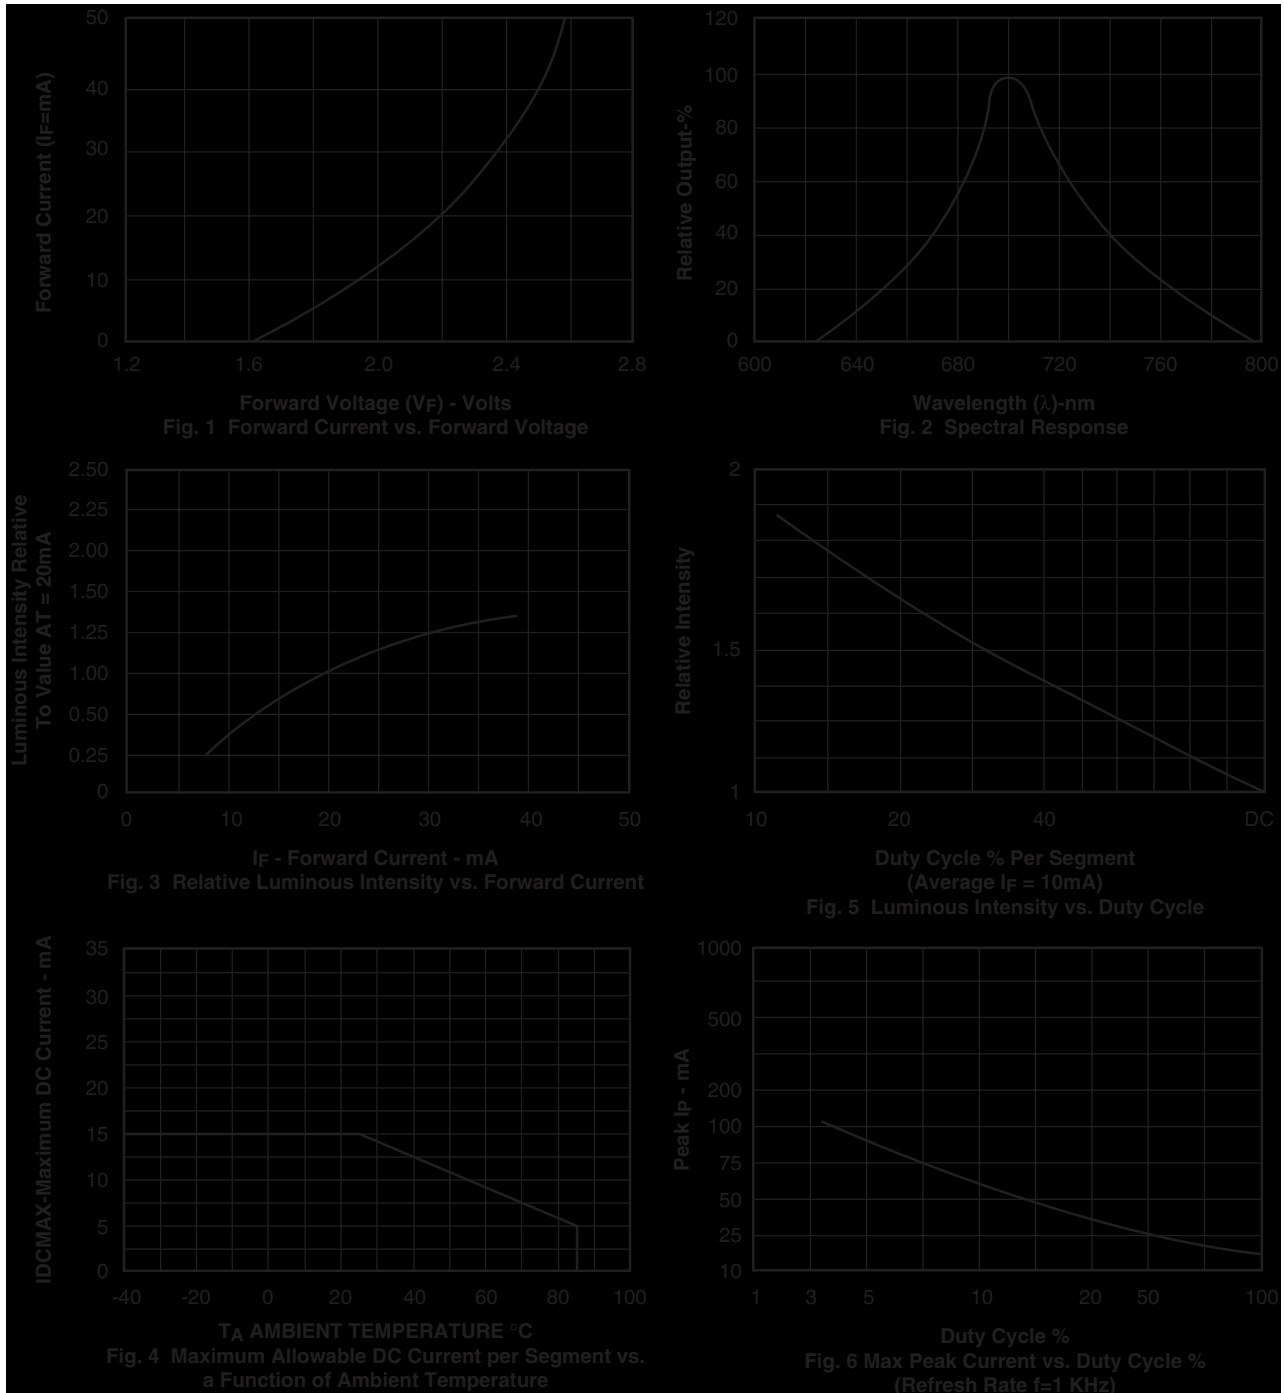 50
40
30
20
10
0
1.2 1.6 2.0 2.4 2.8
Forward Current (IF=mA)
Forward Voltage (VF) - Volts
Fig. 1 Forward Current vs. Forward Voltage
120
100
80
60
40
20
0
600 640 680 720 760 800
Relative Output-%
Wavelength (λ)-nm
Fig. 2 Spectral Response
2.50
2.25
2.00
1.50
1.25
1.00
0.50
0.25
0
0 10 20 30 40 50
Luminous Intensity Relative
To Value AT = 20mA
IF - Forward Current - mA
Fig. 3 Relative Luminous Intensity vs. Forward Current
2
1.5
1
10 20 40 DC
Relative Intensity
Duty Cycle % Per Segment
(Average IF = 10mA)
Fig. 5 Luminous Intensity vs. Duty Cycle
35
30
25
20
15
10
5
0
-40 -20 0 20 40 60 80 100
IDCMAX-Maximum DC Current - mA
TA AMBIENT TEMPERATURE °C
Fig. 4 Maximum Allowable DC Current per Segment vs.
a Function of Ambient Temperature
1000
500
200
100
75
50
25
10
1 3 5 10 20 50 100
Peak IP - mA
Duty Cycle %
Fig. 6 Max Peak Current vs. Duty Cycle %
(Refresh Rate f=1 KHz)